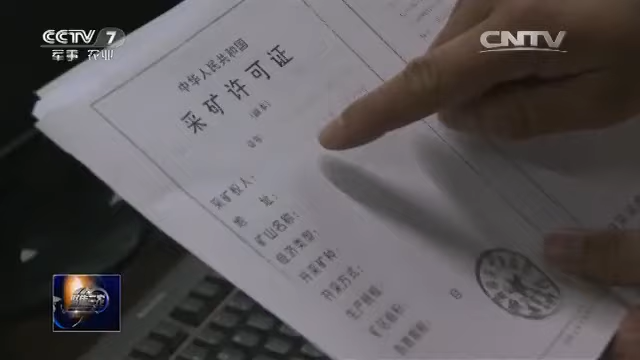 CCTV 7
军事·农业
CNTV
中华人民共和国
采矿许可证
(副本)
采矿权人：
地 址：
矿山名称：
经济类型：
开采矿种：
开采方式：
生产规模：
矿区面积：